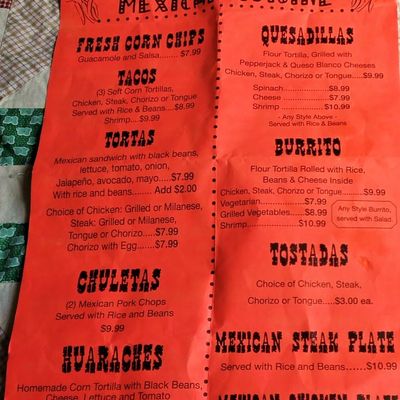 MEXICAN CUISINE
FRESH CORN CHIPS
Guacamole and Salsa........ $7.99
TACOS
(3) Soft Corn Tortillas,
Chicken, Steak, Chorizo or Tongue
Served with Rice & Beans....$8.99
Shrimp....$9.99
TORTAS
Mexican sandwich with black beans,
lettuce, tomato, onion,
Jalapeño, avocado, mayo.....$7.99
With rice and beans........ Add $2.00
Choice of Chicken: Grilled or Milanese,
Steak: Grilled or Milanese,
Tongue or Chorizo.....$7.99
Chorizo with Egg.......$7.99
CHULETAS
(2) Mexican Pork Chops
Served with Rice and Beans
$9.99
HUARACHES
Homemade Corn Tortilla with Black Beans,
Cheese, Lettuce and Tomato
QUESADILLAS
Flour Tortilla, Grilled with
Pepperjack & Queso Blanco Cheeses
Chicken, Steak, Chorizo or Tongue.....$9.99
Spinach....................$8.99
Cheese....................$7.99
Shrimp ....................$10.99
- Any Style Above -
Served with Rice & Beans
BURRITO
Flour Tortilla Rolled with Rice,
Beans & Cheese Inside
Chicken, Steak, Chorizo or Tongue .......$9.99
Vegetarian....................$7.99
Grilled Vegetables.......$8.99
Shrimp....................$10.99
Any Style Burrito,
served with Salad
TOSTADAS
Choice of Chicken, Steak,
Chorizo or Tongue.....$3.00 ea.
MEXICAN STEAK PLATE
Served with Rice and Beans......$10.99
MEXICAN CHICKEN PLATE